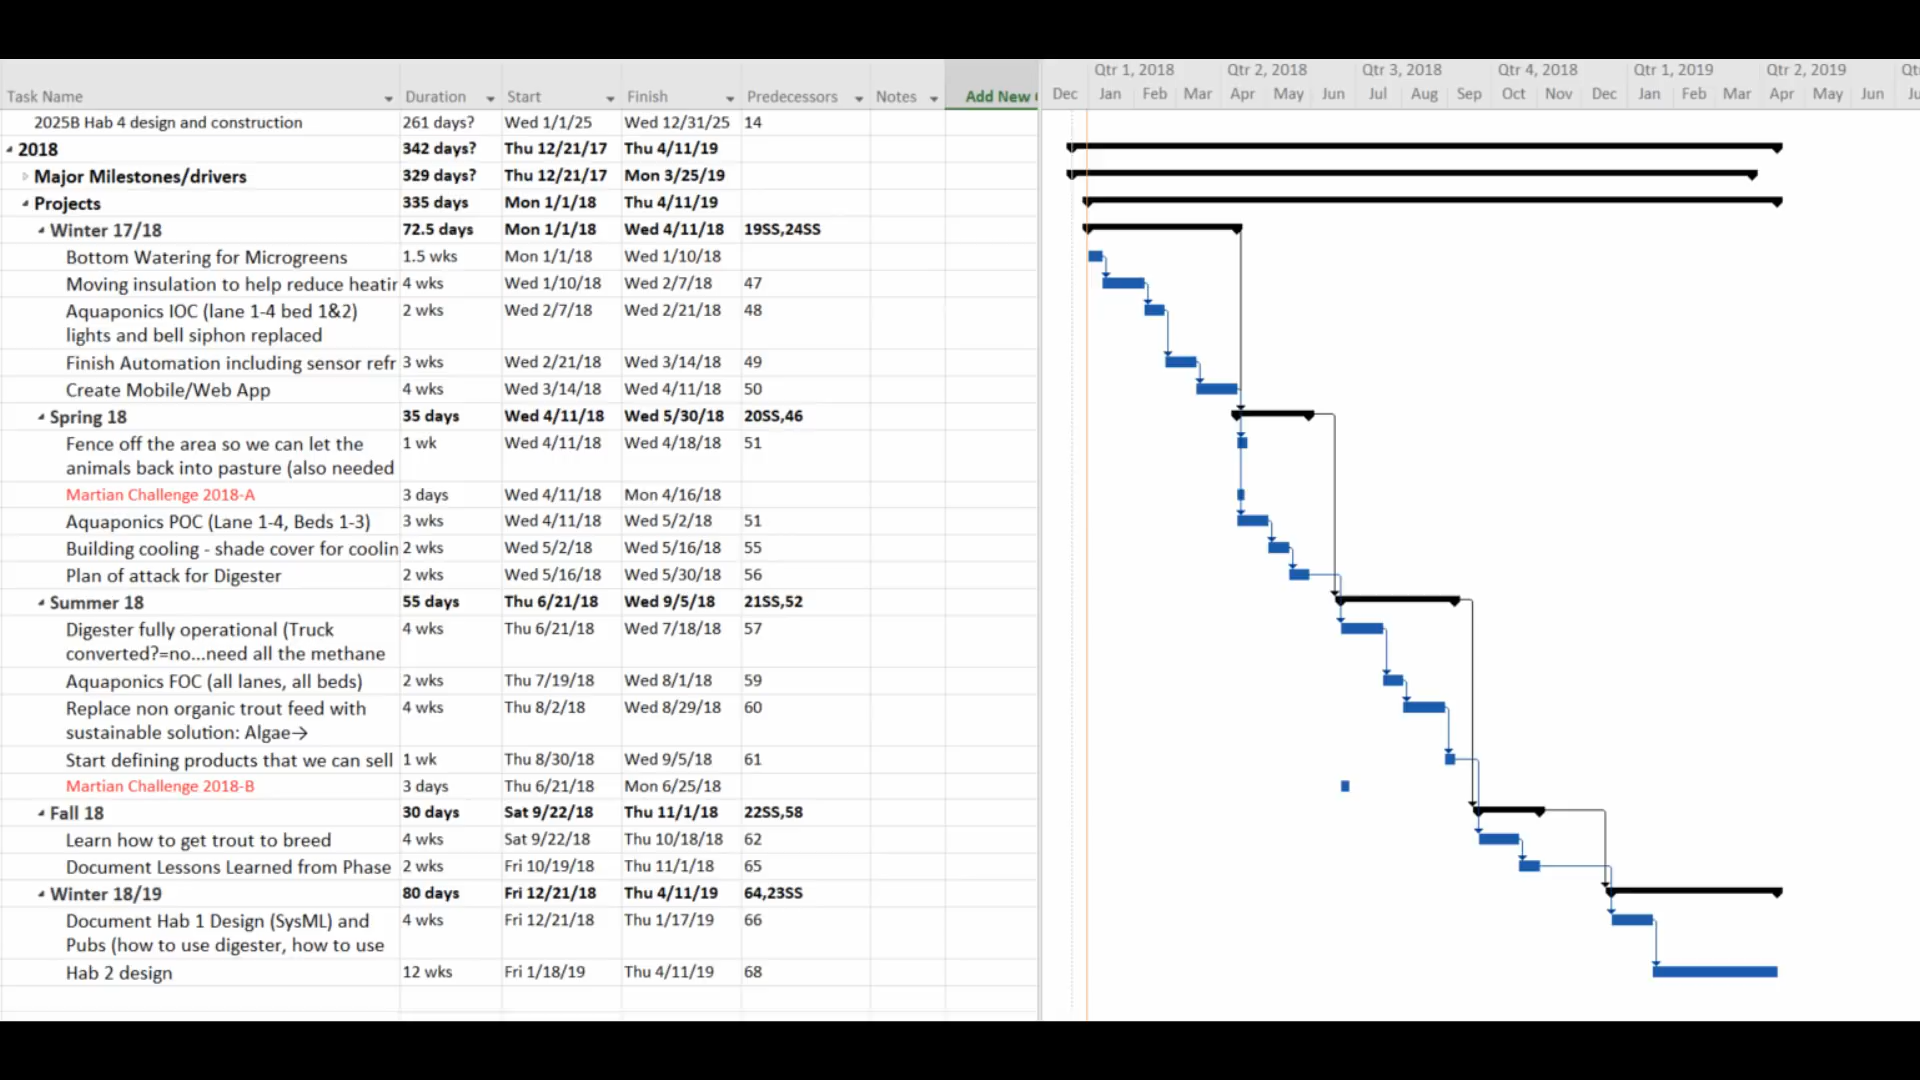 Qtr 1, 2018 Qtr 2, 2018 Qtr 3, 2018 Qtr 4, 2018 Qtr 1, 2019 Qtr 2, 2019
Task Name Duration Start Finish Predecessors Notes Add New Dec Jan Feb Mar Apr May Jun Jul Aug Sep Oct Nov Dec Jan Feb Mar Apr May Jun
2025B Hab 4 design and construction 261 days? Wed 1/1/25 Wed 12/31/25 14
2018 342 days? Thu 12/21/17 Thu 4/11/19
Major Milestones/drivers 329 days? Thu 12/21/17 Mon 3/25/19
Projects 335 days Mon 1/1/18 Thu 4/11/19
Winter 17/18 72.5 days Mon 1/1/18 Wed 4/11/18 19SS,24SS
Bottom Watering for Microgreens 1.5 wks Mon 1/1/18 Wed 1/10/18
Moving insulation to help reduce heatir 4 wks Wed 1/10/18 Wed 2/7/18 47
Aquaponics IOC (lane 1-4 bed 1&2) 2 wks Wed 2/7/18 Wed 2/21/18 48
lights and bell siphon replaced
Finish Automation including sensor refr 3 wks Wed 2/21/18 Wed 3/14/18 49
Create Mobile/Web App 4 wks Wed 3/14/18 Wed 4/11/18 50
Spring 18 35 days Wed 4/11/18 Wed 5/30/18 20SS,46
Fence off the area so we can let the 1 wk Wed 4/11/18 Wed 4/18/18 51
animals back into pasture (also needed
Martian Challenge 2018-A 3 days Wed 4/11/18 Mon 4/16/18
Aquaponics POC (Lane 1-4, Beds 1-3) 3 wks Wed 4/11/18 Wed 5/2/18 51
Building cooling - shade cover for coolin 2 wks Wed 5/2/18 Wed 5/16/18 55
Plan of attack for Digester 2 wks Wed 5/16/18 Wed 5/30/18 56
Summer 18 55 days Thu 6/21/18 Wed 9/5/18 21SS,52
Digester fully operational (Truck 4 wks Thu 6/21/18 Wed 7/18/18 57
converted?=no...need all the methane
Aquaponics FOC (all lanes, all beds) 2 wks Thu 7/19/18 Wed 8/1/18 59
Replace non organic trout feed with 4 wks Thu 8/2/18 Wed 8/29/18 60
sustainable solution: Algae→
Start defining products that we can sell 1 wk Thu 8/30/18 Wed 9/5/18 61
Martian Challenge 2018-B 3 days Thu 6/21/18 Mon 6/25/18
Fall 18 30 days Sat 9/22/18 Thu 11/1/18 22SS,58
Learn how to get trout to breed 4 wks Sat 9/22/18 Thu 10/18/18 62
Document Lessons Learned from Phase 2 wks Fri 10/19/18 Thu 11/1/18 65
Winter 18/19 80 days Fri 12/21/18 Thu 4/11/19 64,23SS
Document Hab 1 Design (SysML) and 4 wks Fri 12/21/18 Thu 1/17/19 66
Pubs (how to use digester, how to use
Hab 2 design 12 wks Fri 1/18/19 Thu 4/11/19 68